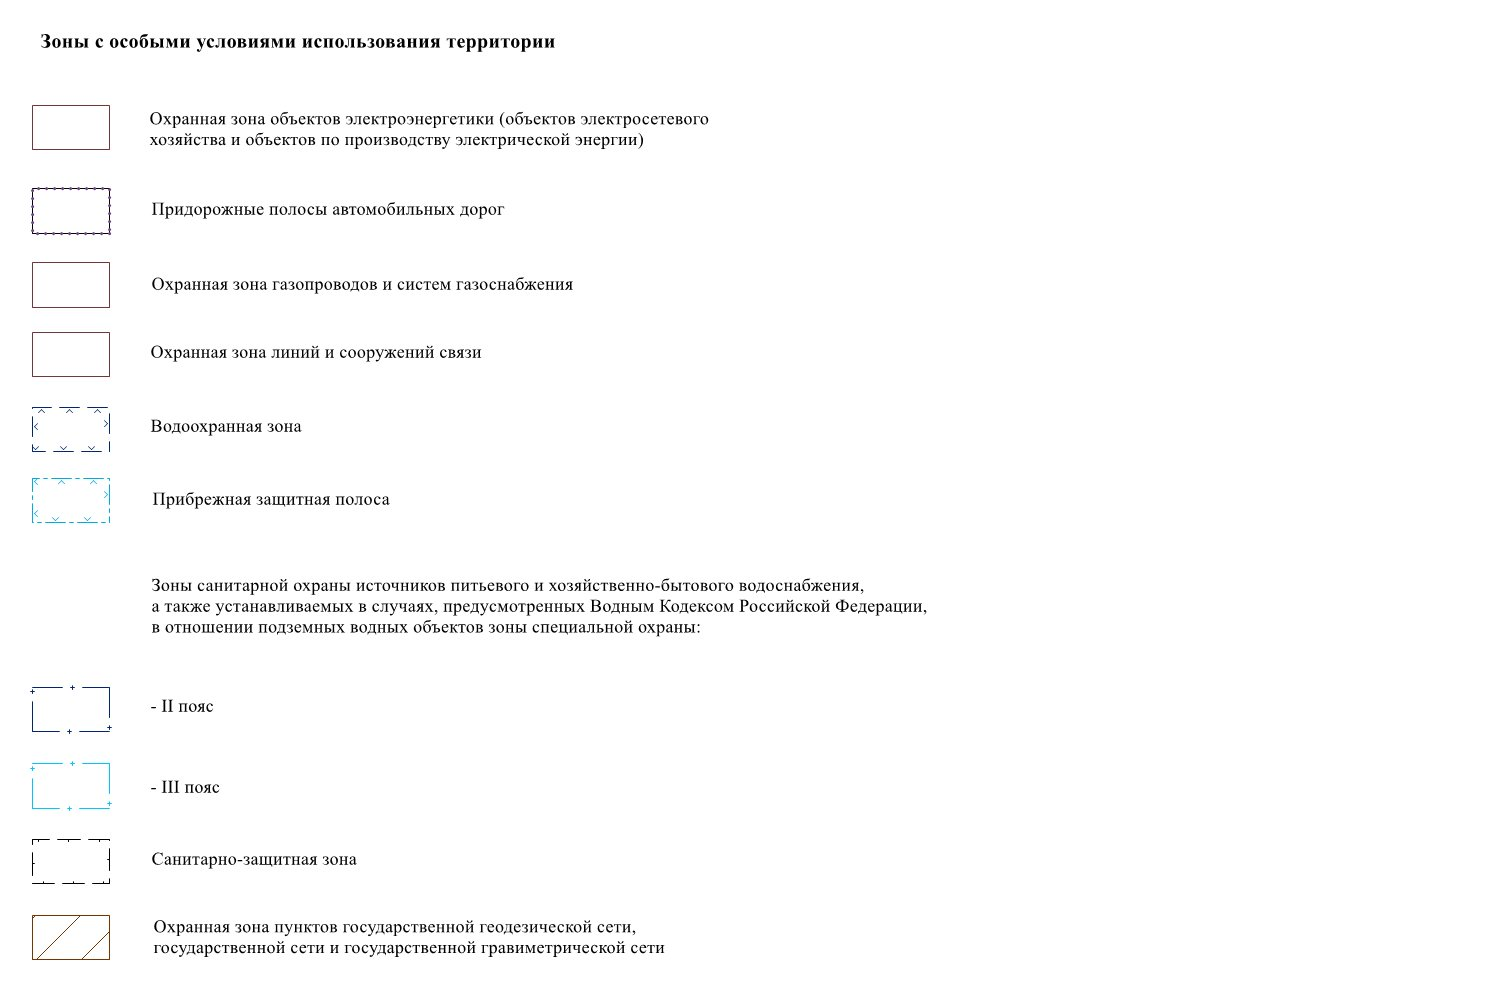 Зоны с особыми условиями использования территории
Охранная зона объектов электроэнергетики (объектов электросетевого
хозяйства и объектов по производству электрической энергии)
Придорожные полосы автомобильных дорог
Охранная зона газопроводов и систем газоснабжения
Охранная зона линий и сооружений связи
Водоохранная зона
Прибрежная защитная полоса
Зоны санитарной охраны источников питьевого и хозяйственно-бытового водоснабжения,
а также устанавливаемых в случаях, предусмотренных Водным Кодексом Российской Федерации,
в отношении подземных водных объектов зоны специальной охраны:
- II пояс
- III пояс
Санитарно-защитная зона
Охранная зона пунктов государственной геодезической сети,
государственной сети и государственной гравиметрической сети